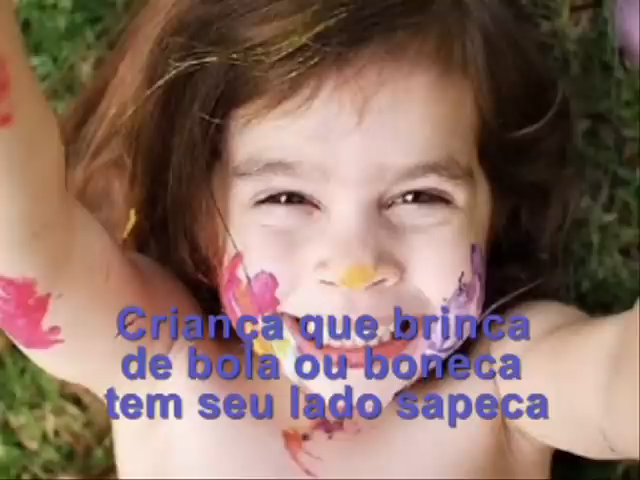 Criança que brinca
de bola ou boneca
tem seu lado sapeca